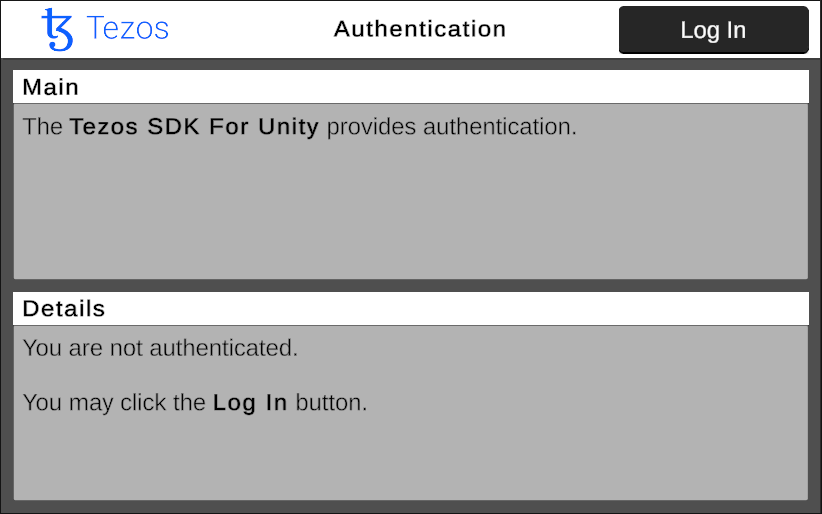 Tezos
Authentication
Log In
Main
The Tezos SDK For Unity provides authentication.
Details
You are not authenticated.
You may click the Log In button.